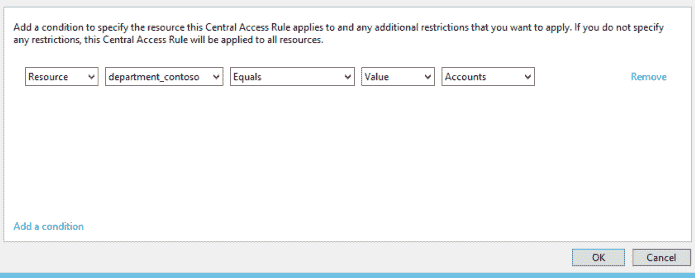 Add a condition to specify the resource this Central Access Rule applies to and any additional restrictions that you want to apply. If you do not specify
any restrictions, this Central Access Rule will be applied to all resources.
Resource department_contoso Equals Value Accounts Remove
Add a condition
OK Cancel